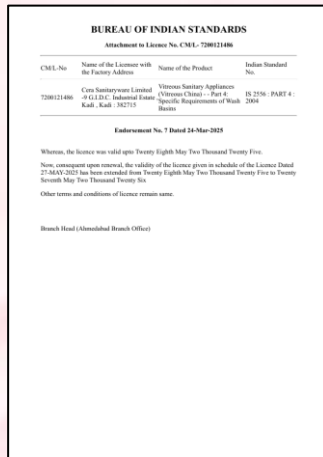 BUREAU OF INDIAN STANDARDS
Attachment to Licence No. CM/L- 7200121486
CM/L-No
Name of the Licensee with
the Factory Address
Name of the Product
Indian Standard
No.
7200121486
Cera Sanitaryware Limited
-9 G.I.D.C. Industrial Estate
Kadi , Kadi : 382715
Vitreous Sanitary Appliances
(Vitreous China) - - Part 4:
Specific Requirements of Wash
Basins
IS 2556 : PART 4 :
2004
Endorsement No. 7 Dated 24-Mar-2025
Whereas, the licence was valid upto Twenty Eighth May Two Thousand Twenty Five.
Now, consequent upon renewal, the validity of the licence given in schedule of the Licence Dated
27-MAY-2025 has been extended from Twenty Eighth May Two Thousand Twenty Five to Twenty
Seventh May Two Thousand Twenty Six
Other terms and conditions of licence remain same.
Branch Head (Ahmedabad Branch Office)